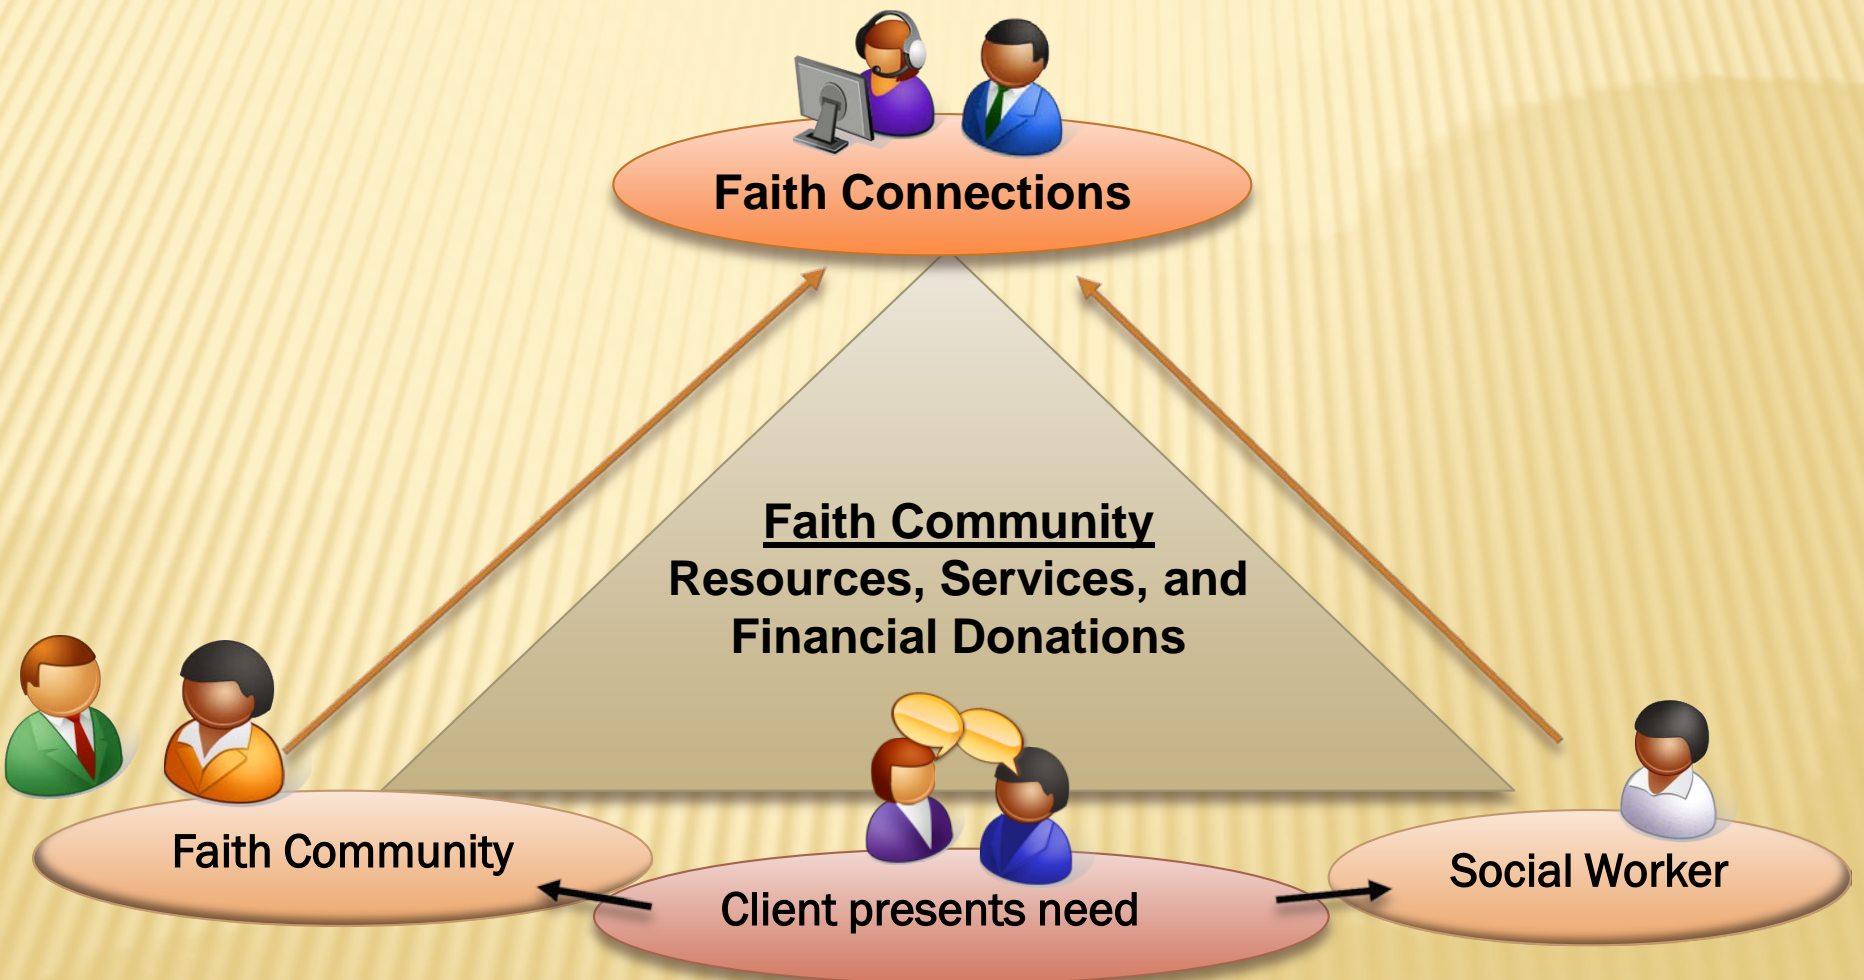 Faith Connections
Faith Community
Resources, Services, and
Financial Donations
Faith Community
Client presents need
Social Worker